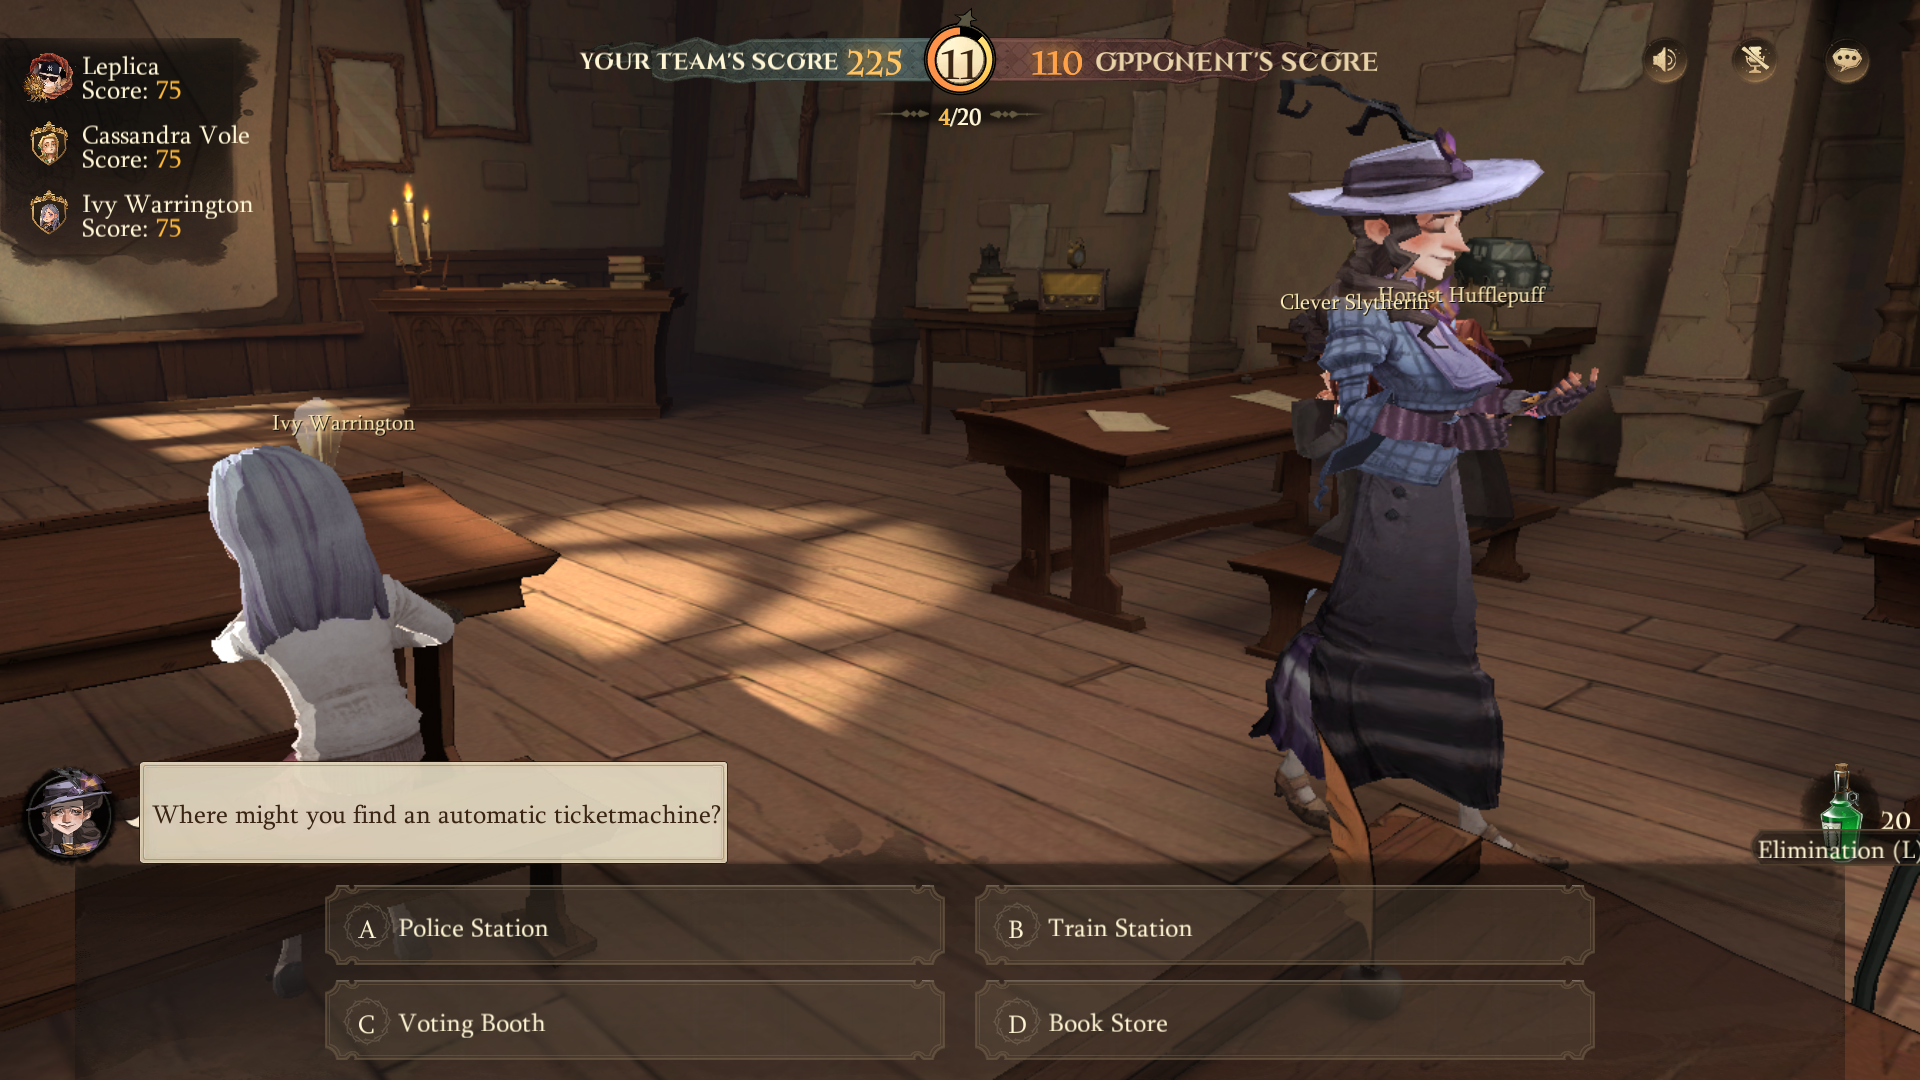 Leplica
Score: 75
Cassandra Vole
Score: 75
Ivy Warrington
Score: 75
YOUR TEAM'S SCORE 225 11 110 OPPONENT'S SCORE
4/20
Clever Slytherin
Honest Hufflepuff
Ivy Warrington
Where might you find an automatic ticketmachine?
20
Elimination (L)
A Police Station
B Train Station
C Voting Booth
D Book Store